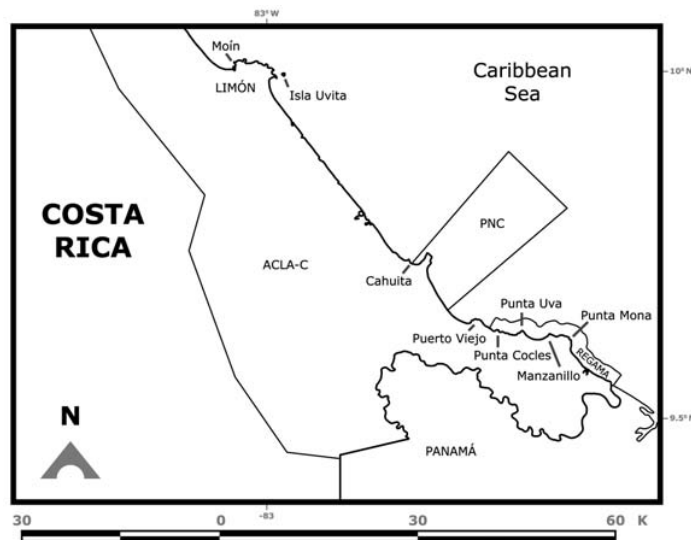 83° W
Moín
LIMÓN
Isla Uvita
Caribbean
Sea
10° N
COSTA
RICA
ACLA-C
PNC
Cahuita
Punta Uva
Punta Mona
Puerto Viejo
Punta Cocles
Manzanillo
REGAMA
9.5° N
N
PANAMÁ
-83
30 0 30 60 K